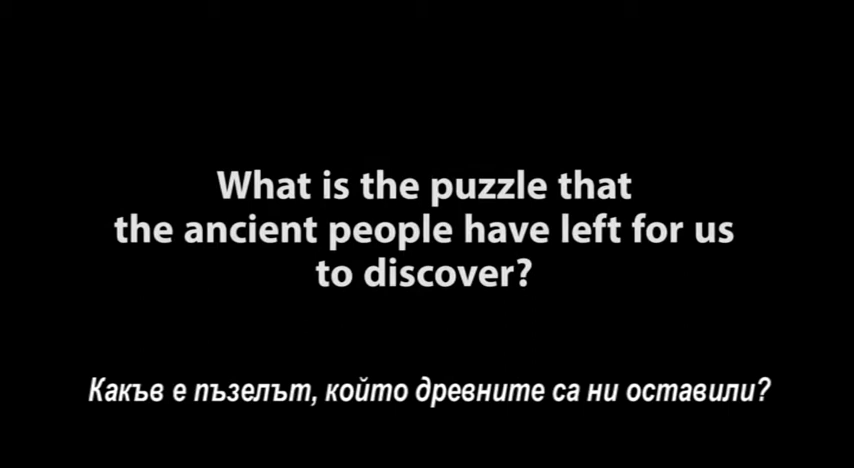 What is the puzzle that
the ancient people have left for us
to discover?
Какъв е пъзелът, който древните са ни оставили?